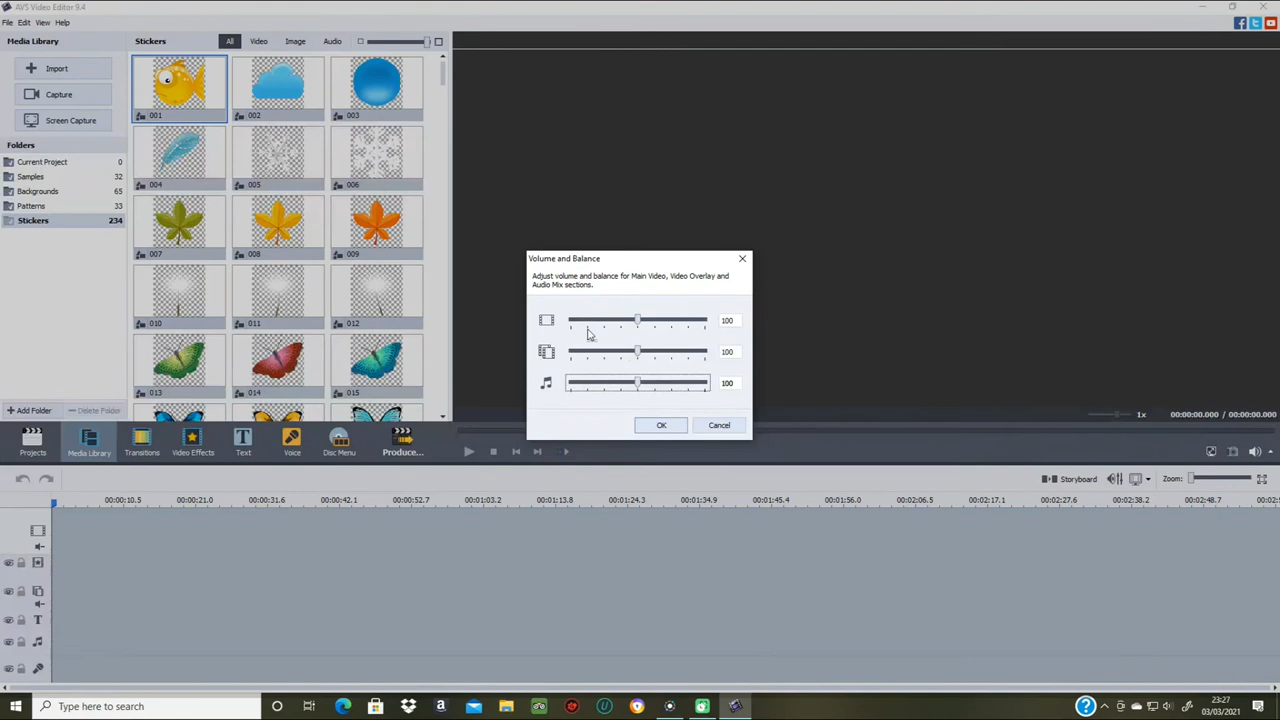 AVS Video Editor 9.4
File Edit View Help
Media Library
Stickers All Video Image Audio
Import
Capture
Screen Capture
Folders
Current Project 0
Samples 32
Backgrounds 65
Patterns 33
Stickers 234
001 002 003
004 005 006
007 008 009
010 011 012
013 014 015
Add Folder Delete Folder
Volume and Balance
Adjust volume and balance for Main Video, Video Overlay and
Audio Mix sections.
100
100
100
OK Cancel
1x 00:00:00.000 / 00:00:00.000
Projects Media Library Transitions Video Effects Text Voice Disc Menu Produce...
Storyboard Zoom:
00:00:10.5 00:00:21.0 00:00:31.6 00:00:42.1 00:00:52.7 00:01:03.2 00:01:13.8 00:01:24.3 00:01:34.9 00:01:45.4 00:01:56.0 00:02:06.5 00:02:17.1 00:02:27.6 00:02:38.2 00:02:48.7
T
Type here to search
23:27
03/03/2021